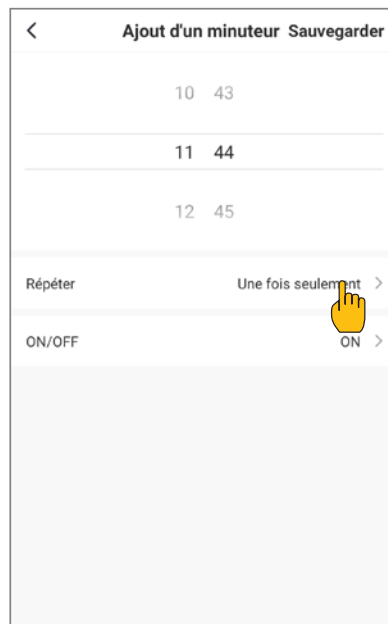 Ajout d'un minuteur Sauvegarder
10 43
11 44
12 45
Répéter Une fois seulement
ON/OFF ON